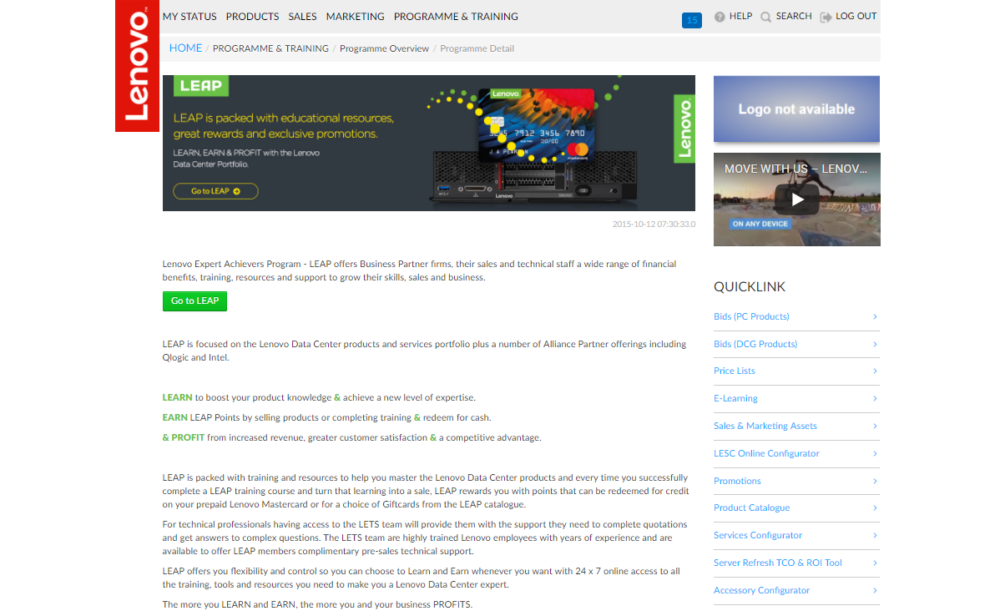 Lenovo
MY STATUS PRODUCTS SALES MARKETING PROGRAMME & TRAINING
15
HELP
SEARCH
LOG OUT
HOME / PROGRAMME & TRAINING / Programme Overview / Programme Detail
LEAP
LEAP is packed with educational resources,
great rewards and exclusive promotions.
LEARN, EARN & PROFIT with the Lenovo
Data Center Portfolio.
Go to LEAP
Lenovo
7912 3456 7890
00/00
mastercard
Lenovo
Lenovo
2015-10-12 07:30:33.0
Lenovo Expert Achievers Program - LEAP offers Business Partner firms, their sales and technical staff a wide range of financial
benefits, training, resources and support to grow their skills, sales and business.
Go to LEAP
LEAP is focused on the Lenovo Data Center products and services portfolio plus a number of Alliance Partner offerings including
Qlogic and Intel.
LEARN to boost your product knowledge & achieve a new level of expertise.
EARN LEAP Points by selling products or completing training & redeem for cash.
& PROFIT from increased revenue, greater customer satisfaction & a competitive advantage.
LEAP is packed with training and resources to help you master the Lenovo Data Center products and every time you successfully
complete a LEAP training course and turn that learning into a sale, LEAP rewards you with points that can be redeemed for credit
on your prepaid Lenovo Mastercard or for a choice of Giftcards from the LEAP catalogue.
For technical professionals having access to the LETS team will provide them with the support they need to complete quotations
and get answers to complex questions. The LETS team are highly trained Lenovo employees with years of experience and are
available to offer LEAP members complimentary pre-sales technical support.
LEAP offers you flexibility and control so you can choose to Learn and Earn whenever you want with 24 x 7 online access to all
the training, tools and resources you need to make you a Lenovo Data Center expert.
The more you LEARN and EARN, the more you and your business PROFITS.
Logo not available
MOVE WITH US – LENOV...
ON ANY DEVICE
QUICKLINK
Bids (PC Products)
Bids (DCG Products)
Price Lists
E-Learning
Sales & Marketing Assets
LESC Online Configurator
Promotions
Product Catalogue
Services Configurator
Server Refresh TCO & ROI Tool
Accessory Configurator